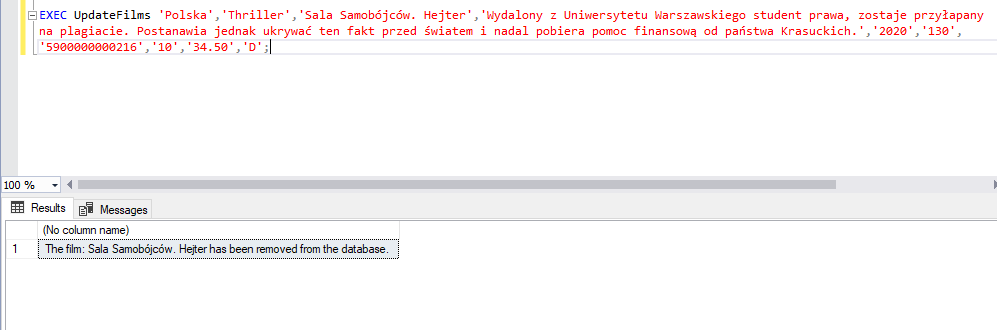 EXEC UpdateFilms 'Polska','Thriller','Sala Samobójców. Hejter','Wydalony z Uniwersytetu Warszawskiego student prawa, zostaje przyłapany
na plagiacie. Postanawia jednak ukrywać ten fakt przed światem i nadal pobiera pomoc finansową od państwa Krasuckich.','2020','130',
'5900000000216','10','34.50','D';
100 %
Results Messages
(No column name)
1 The film: Sala Samobójców. Hejter has been removed from the database.